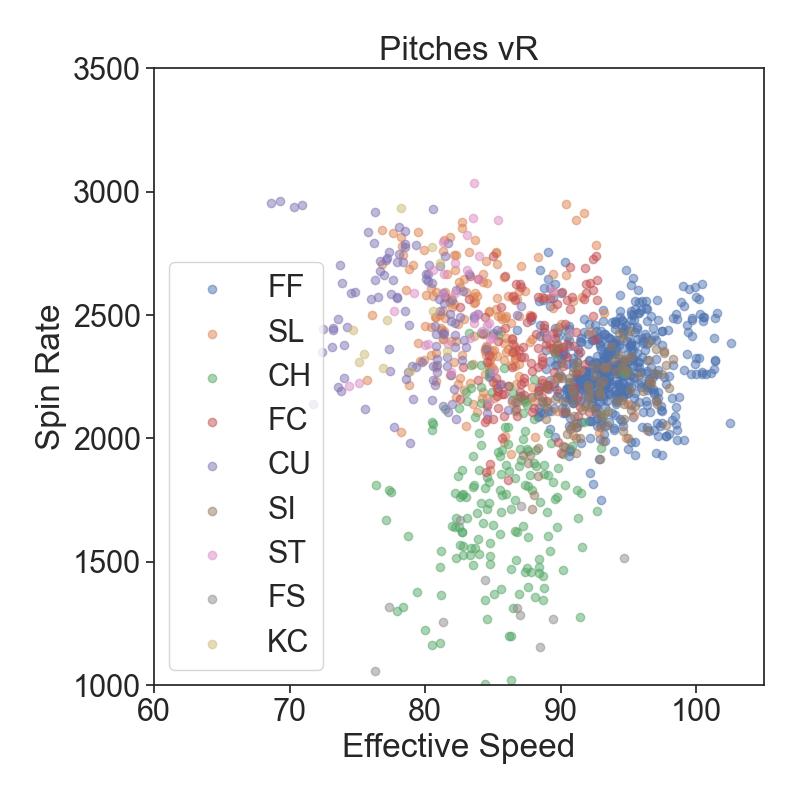 Pitches vR
3500
3000
2500
2000
1500
1000
Spin Rate
FF
SL
CH
FC
CU
SI
ST
FS
KC
60
70
80
90
100
Effective Speed